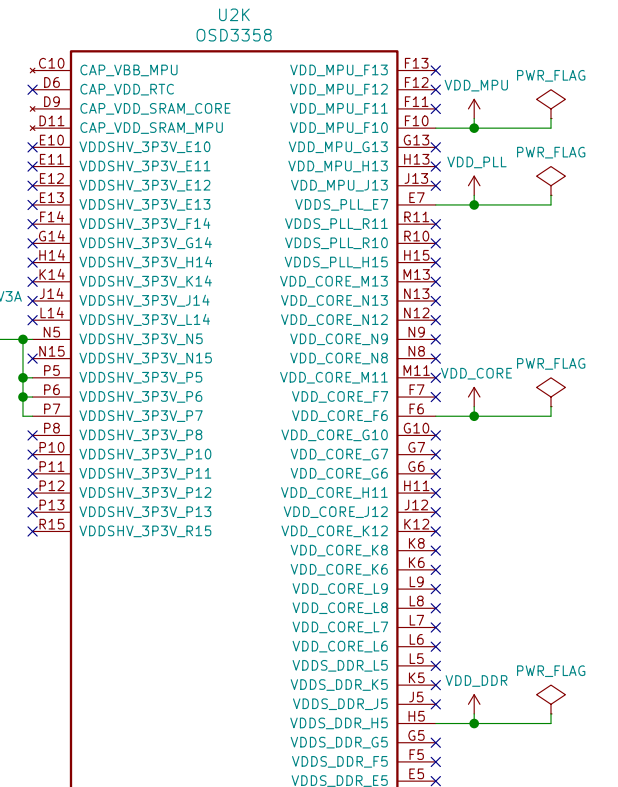 U2K
OSD3358
C10 CAP_VBB_MPU VDD_MPU_F13 F13
D6 CAP_VDD_RTC VDD_MPU_F12 F12 VDD_MPU PWR_FLAG
D9 CAP_VDD_SRAM_CORE VDD_MPU_F11 F11
D11 CAP_VDD_SRAM_MPU VDD_MPU_F10 F10
E10 VDDSHV_3P3V_E10 VDD_MPU_G13 G13
E11 VDDSHV_3P3V_E11 VDD_MPU_H13 H13 VDD_PLL PWR_FLAG
E12 VDDSHV_3P3V_E12 VDD_MPU_J13 J13
E13 VDDSHV_3P3V_E13 VDDS_PLL_E7 E7
F14 VDDSHV_3P3V_F14 VDDS_PLL_R11 R11
G14 VDDSHV_3P3V_G14 VDDS_PLL_R10 R10
H14 VDDSHV_3P3V_H14 VDDS_PLL_H15 H15
K14 VDDSHV_3P3V_K14 VDD_CORE_M13 M13
V3A J14 VDDSHV_3P3V_J14 VDD_CORE_N13 N13
L14 VDDSHV_3P3V_L14 VDD_CORE_N12 N12
N5 VDDSHV_3P3V_N5 VDD_CORE_N9 N9
N15 VDDSHV_3P3V_N15 VDD_CORE_N8 N8
P5 VDDSHV_3P3V_P5 VDD_CORE_M11 M11 VDD_CORE PWR_FLAG
P6 VDDSHV_3P3V_P6 VDD_CORE_F7 F7
P7 VDDSHV_3P3V_P7 VDD_CORE_F6 F6
P8 VDDSHV_3P3V_P8 VDD_CORE_G10 G10
P10 VDDSHV_3P3V_P10 VDD_CORE_G7 G7
P11 VDDSHV_3P3V_P11 VDD_CORE_G6 G6
P12 VDDSHV_3P3V_P12 VDD_CORE_H11 H11
P13 VDDSHV_3P3V_P13 VDD_CORE_J12 J12
R15 VDDSHV_3P3V_R15 VDD_CORE_K12 K12
VDD_CORE_K8 K8
VDD_CORE_K6 K6
VDD_CORE_L9 L9
VDD_CORE_L8 L8
VDD_CORE_L7 L7
VDD_CORE_L6 L6
VDDS_DDR_L5 L5
VDDS_DDR_K5 K5 VDD_DDR PWR_FLAG
VDDS_DDR_J5 J5
VDDS_DDR_H5 H5
VDDS_DDR_G5 G5
VDDS_DDR_F5 F5
VDDS_DDR_E5 E5